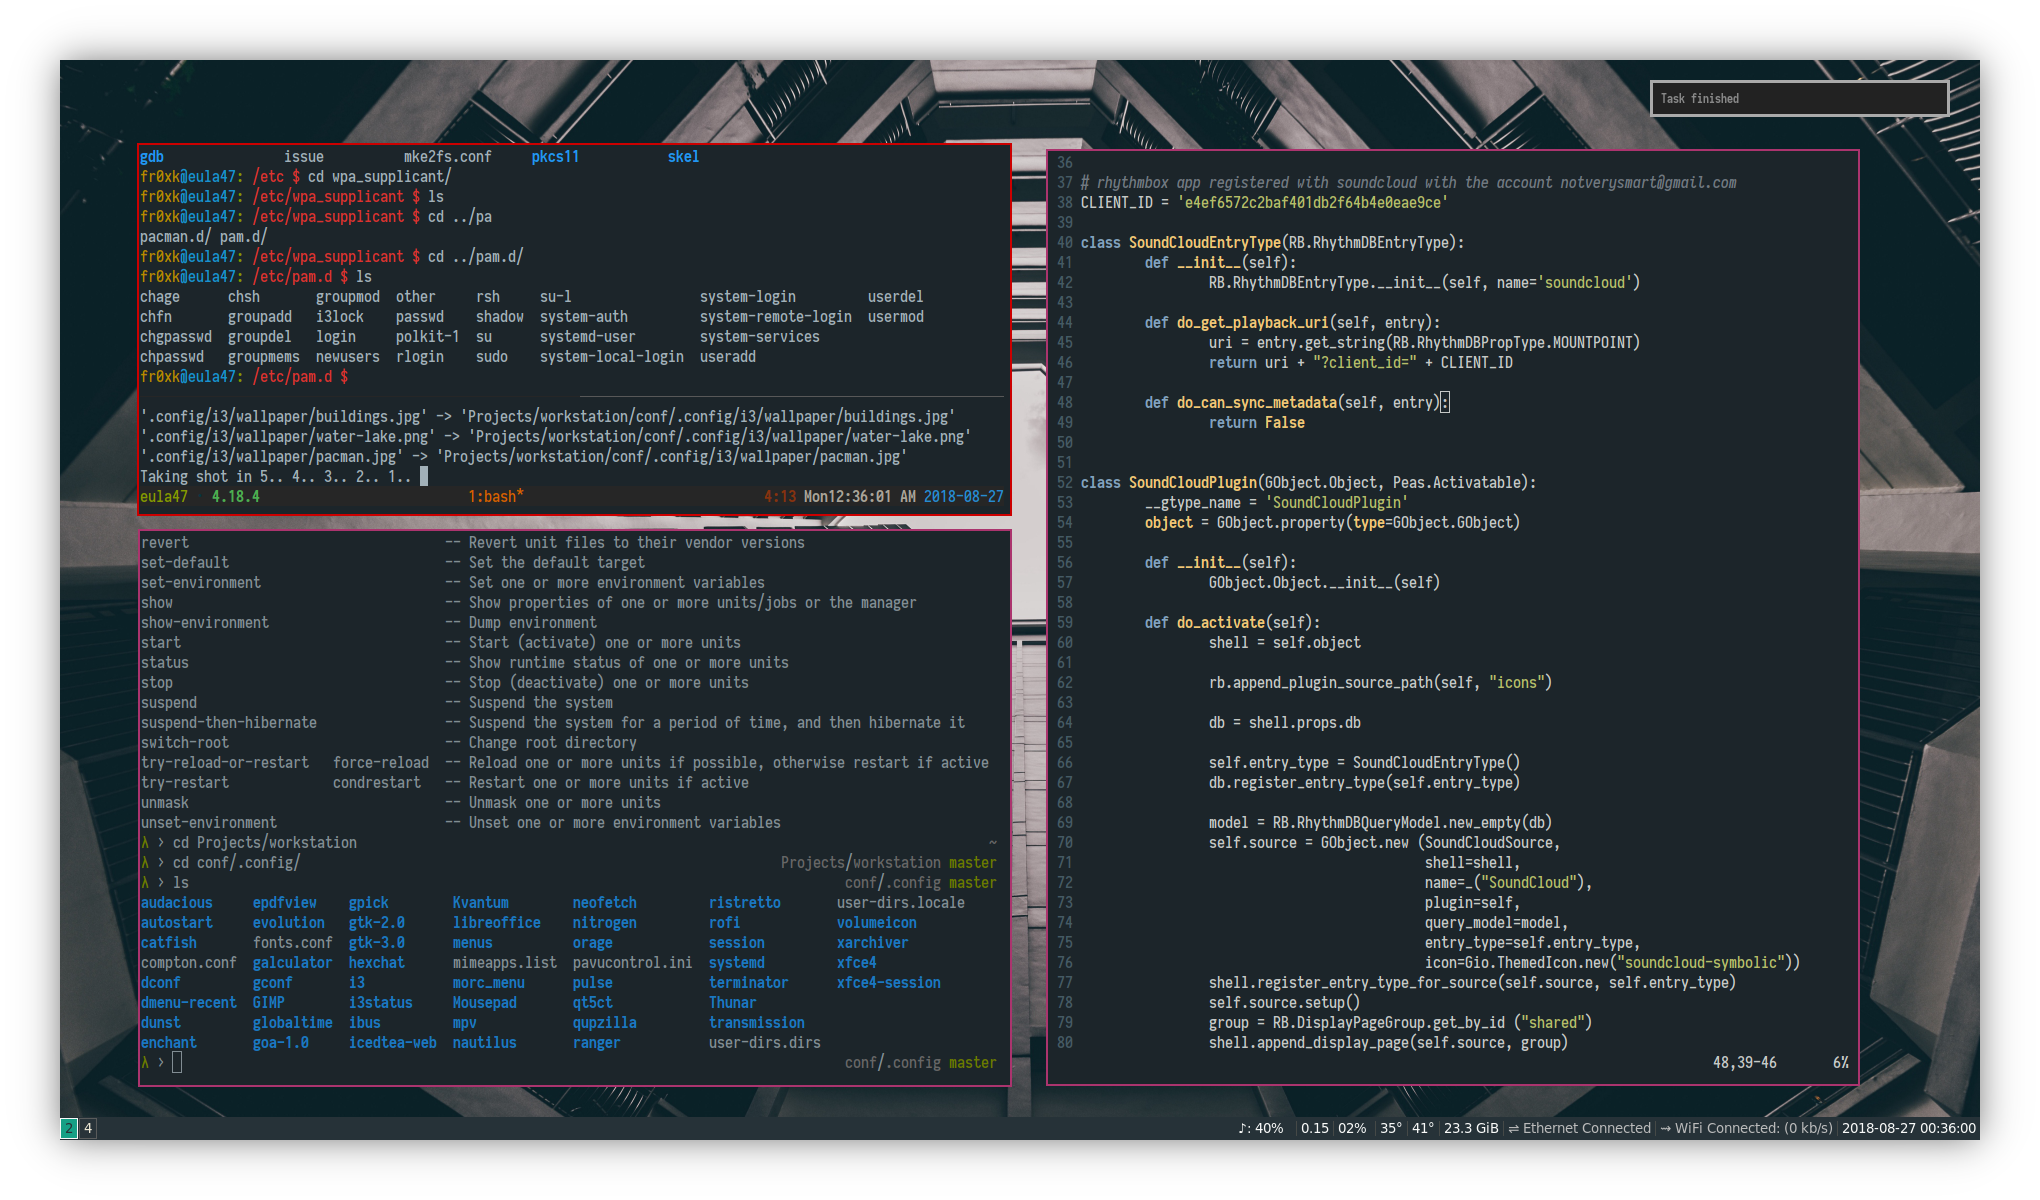 Task finished
gdb issue mke2fs.conf pkcs11 skel
fr0xk@eula47: /etc $ cd wpa_supplicant/
fr0xk@eula47: /etc/wpa_supplicant $ ls
fr0xk@eula47: /etc/wpa_supplicant $ cd ../pa
pacman.d/ pam.d/
fr0xk@eula47: /etc/wpa_supplicant $ cd ../pam.d/
fr0xk@eula47: /etc/pam.d $ ls
chage chsh groupmod other rsh su-l system-login userdel
chfn groupadd i3lock passwd shadow system-auth system-remote-login usermod
chgpasswd groupdel login polkit-1 su systemd-user system-services
chpasswd groupmems newusers rlogin sudo system-local-login useradd
fr0xk@eula47: /etc/pam.d $
'.config/i3/wallpaper/buildings.jpg' -> 'Projects/workstation/conf/.config/i3/wallpaper/buildings.jpg'
'.config/i3/wallpaper/water-lake.png' -> 'Projects/workstation/conf/.config/i3/wallpaper/water-lake.png'
'.config/i3/wallpaper/pacman.jpg' -> 'Projects/workstation/conf/.config/i3/wallpaper/pacman.jpg'
Taking shot in 5.. 4.. 3.. 2.. 1..
eula47 4.18.4 1:bash* 4:13 Mon12:36:01 AM 2018-08-27
revert -- Revert unit files to their vendor versions
set-default -- Set the default target
set-environment -- Set one or more environment variables
show -- Show properties of one or more units/jobs or the manager
show-environment -- Dump environment
start -- Start (activate) one or more units
status -- Show runtime status of one or more units
stop -- Stop (deactivate) one or more units
suspend -- Suspend the system
suspend-then-hibernate -- Suspend the system for a period of time, and then hibernate it
switch-root -- Change root directory
try-reload-or-restart force-reload -- Reload one or more units if possible, otherwise restart if active
try-restart condrestart -- Restart one or more units if active
unmask -- Unmask one or more units
unset-environment -- Unset one or more environment variables
λ › cd Projects/workstation ~
λ › cd conf/.config/ Projects/workstation master
λ › ls conf/.config master
audacious epdfview gpick Kvantum neofetch ristretto user-dirs.locale
autostart evolution gtk-2.0 libreoffice nitrogen rofi volumeicon
catfish fonts.conf gtk-3.0 menus orage session xarchiver
compton.conf galculator hexchat mimeapps.list pavucontrol.ini systemd xfce4
dconf gconf i3 morc_menu pulse terminator xfce4-session
dmenu-recent GIMP i3status Mousepad qt5ct Thunar
dunst globaltime ibus mpv qupzilla transmission
enchant goa-1.0 icedtea-web nautilus ranger user-dirs.dirs
λ › conf/.config master
36
37 # rhythmbox app registered with soundcloud with the account notverysmart@gmail.com
38 CLIENT_ID = 'e4ef6572c2baf401db2f64b4e0eae9ce'
39
40 class SoundCloudEntryType(RB.RhythmDBEntryType):
41 def __init__(self):
42 RB.RhythmDBEntryType.__init__(self, name='soundcloud')
43
44 def do_get_playback_uri(self, entry):
45 uri = entry.get_string(RB.RhythmDBPropType.MOUNTPOINT)
46 return uri + "?client_id=" + CLIENT_ID
47
48 def do_can_sync_metadata(self, entry):
49 return False
50
51
52 class SoundCloudPlugin(GObject.Object, Peas.Activatable):
53 __gtype_name = 'SoundCloudPlugin'
54 object = GObject.property(type=GObject.GObject)
55
56 def __init__(self):
57 GObject.Object.__init__(self)
58
59 def do_activate(self):
60 shell = self.object
61
62 rb.append_plugin_source_path(self, "icons")
63
64 db = shell.props.db
65
66 self.entry_type = SoundCloudEntryType()
67 db.register_entry_type(self.entry_type)
68
69 model = RB.RhythmDBQueryModel.new_empty(db)
70 self.source = GObject.new (SoundCloudSource,
71 shell=shell,
72 name=_("SoundCloud"),
73 plugin=self,
74 query_model=model,
75 entry_type=self.entry_type,
76 icon=Gio.ThemedIcon.new("soundcloud-symbolic"))
77 shell.register_entry_type_for_source(self.source, self.entry_type)
78 self.source.setup()
79 group = RB.DisplayPageGroup.get_by_id ("shared")
80 shell.append_display_page(self.source, group)
48,39-46 6%
2 4 ♪: 40% 0.15 02% 35° 41° 23.3 GiB ⇌ Ethernet Connected → WiFi Connected: (0 kb/s) 2018-08-27 00:36:00